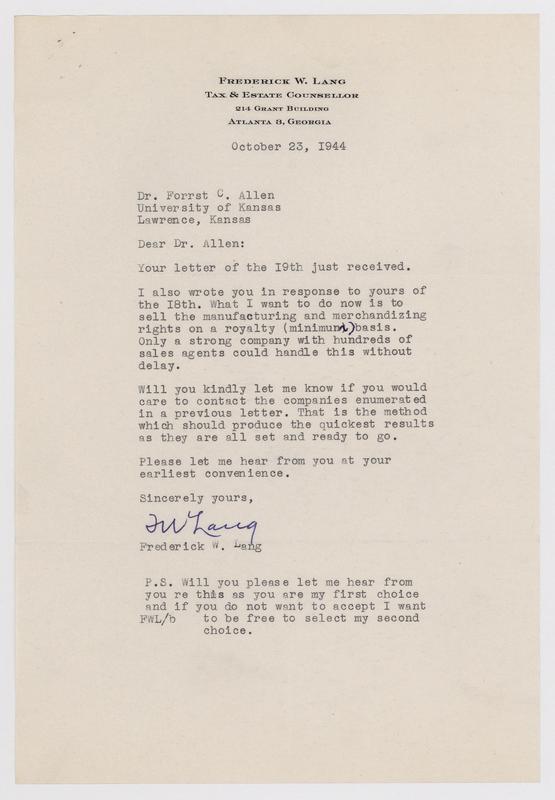 Frederick W. Lang
Tax & Estate Counsellor
214 Grant Building
Atlanta 3, Georgia
October 23, 1944
Dr. Forrst C. Allen
University of Kansas
Lawrence, Kansas
Dear Dr. Allen:
Your letter of the I9th just received.
I also wrote you in response to yours of
the I8th. What I want to do now is to
sell the manufacturing and merchandizing
rights on a royalty (minimum) basis.
Only a strong company with hundreds of
sales agents could handle this without
delay.
Will you kindly let me know if you would
care to contact the companies enumerated
in a previous letter. That is the method
which should produce the quickest results
as they are all set and ready to go.
Please let me hear from you at your
earliest convenience.
Sincerely yours,
FW Lang
Frederick W. Lang
P.S. Will you please let me hear from
you re this as you are my first choice
and if you do not want to accept I want
FWL/b to be free to select my second
choice.